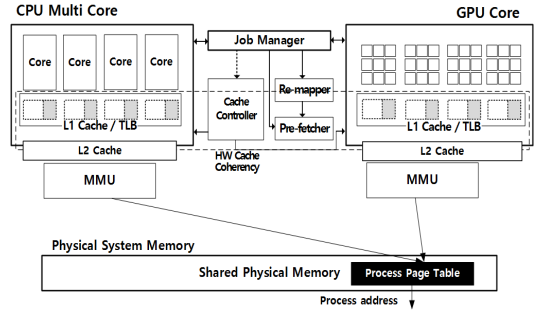 CPU Multi Core
GPU Core
Job Manager
Core
Core
Core
Core
Cache
Controller
Re-mapper
Pre-fetcher
L1 Cache / TLB
L1 Cache / TLB
L2 Cache
HW Cache
Coherency
L2 Cache
MMU
MMU
Physical System Memory
Shared Physical Memory
Process Page Table
Process address